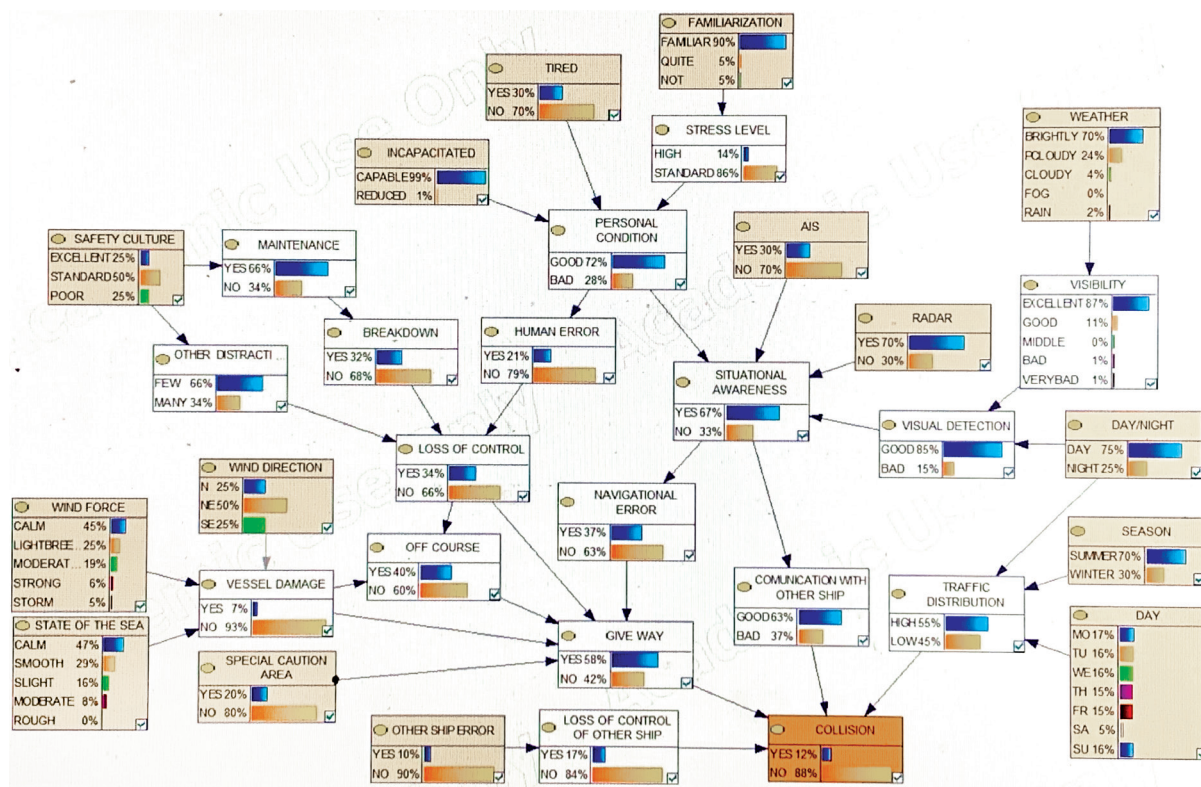 FAMILIARIZATION
FAMILIAR 90%
QUITE 5%
NOT 5%
TIRED
YES 30%
NO 70%
STRESS LEVEL
HIGH 14%
STANDARD 86%
WEATHER
BRIGHTLY 70%
PCLOUDY 24%
CLOUDY 4%
FOG 0%
RAIN 2%
INCAPACITATED
CAPABLE 99%
REDUCED 1%
PERSONAL
CONDITION
GOOD 72%
BAD 28%
AIS
YES 30%
NO 70%
SAFETY CULTURE
EXCELLENT 25%
STANDARD 50%
POOR 25%
MAINTENANCE
YES 66%
NO 34%
VISIBILITY
EXCELLENT 87%
GOOD 11%
MIDDLE 0%
BAD 1%
VERYBAD 1%
RADAR
YES 70%
NO 30%
BREAKDOWN
YES 32%
NO 68%
HUMAN ERROR
YES 21%
NO 79%
OTHER DISTRACTI ...
FEW 66%
MANY 34%
SITUATIONAL
AWARENESS
YES 67%
NO 33%
VISUAL DETECTION
GOOD 85%
BAD 15%
DAY/NIGHT
DAY 75%
NIGHT 25%
LOSS OF CONTROL
YES 34%
NO 66%
WIND DIRECTION
N 25%
NE 50%
SE 25%
NAVIGATIONAL
ERROR
YES 37%
NO 63%
WIND FORCE
CALM 45%
LIGHTBREE... 25%
MODERAT... 19%
STRONG 6%
STORM 5%
SEASON
SUMMER 70%
WINTER 30%
OFF COURSE
YES 40%
NO 60%
VESSEL DAMAGE
YES 7%
NO 93%
COMUNICATION WITH
OTHER SHIP
GOOD 63%
BAD 37%
TRAFFIC
DISTRIBUTION
HIGH 55%
LOW 45%
STATE OF THE SEA
CALM 47%
SMOOTH 29%
SLIGHT 16%
MODERATE 8%
ROUGH 0%
DAY
MO 17%
TU 16%
WE 16%
TH 15%
FR 15%
SA 5%
SU 16%
GIVE WAY
YES 58%
NO 42%
SPECIAL CAUTION
AREA
YES 20%
NO 80%
OTHER SHIP ERROR
YES 10%
NO 90%
LOSS OF CONTROL
OF OTHER SHIP
YES 17%
NO 84%
COLLISION
YES 12%
NO 88%